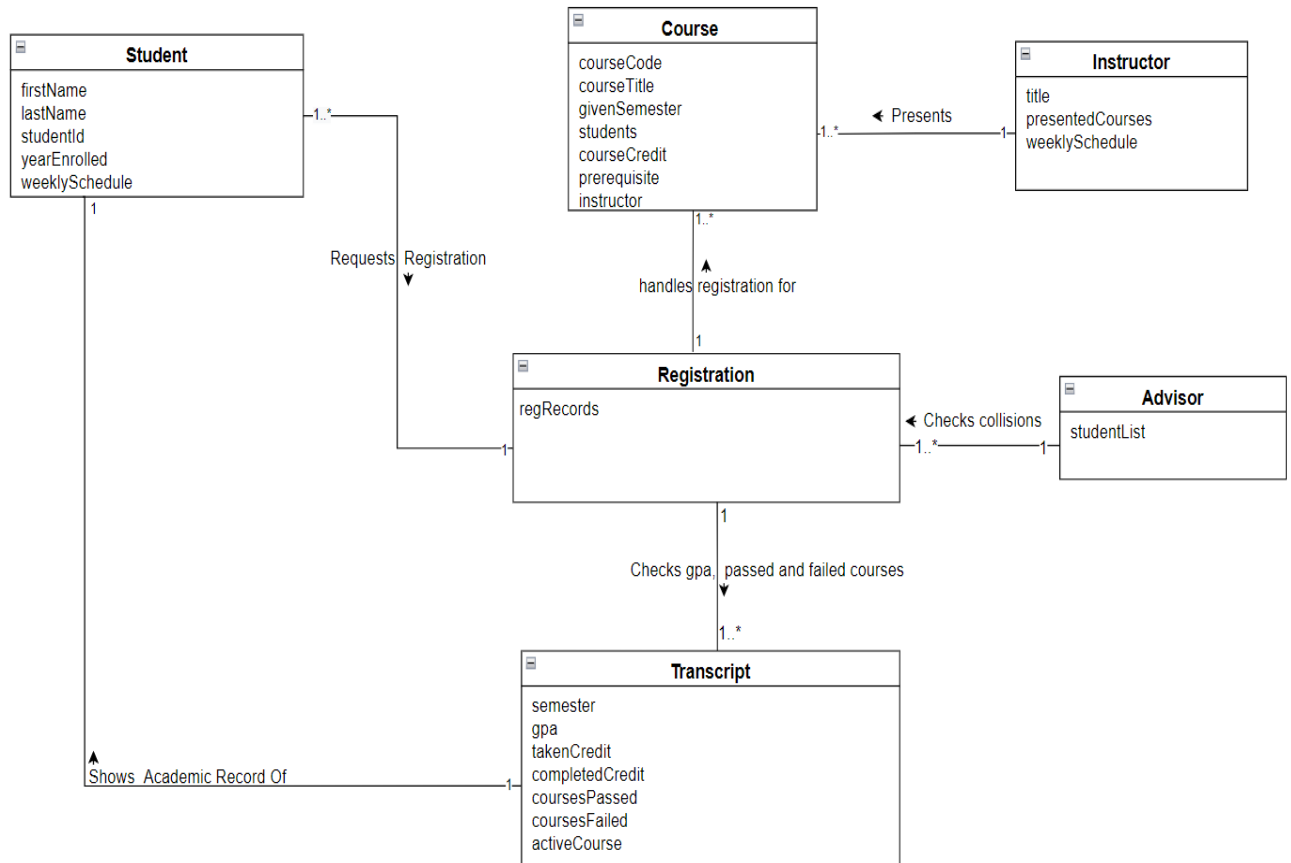 Student
firstName
lastName
studentId
yearEnrolled
weeklySchedule
Course
courseCode
courseTitle
givenSemester
students
courseCredit
prerequisite
instructor
Instructor
title
presentedCourses
weeklySchedule
1..*
Presents
1..*
1
1
1..*
Requests Registration
handles registration for
1
Registration
regRecords
1
Advisor
studentList
Checks collisions
1..*
1
1
Checks gpa, passed and failed courses
1..*
Transcript
semester
gpa
takenCredit
completedCredit
coursesPassed
coursesFailed
activeCourse
Shows Academic Record Of
1